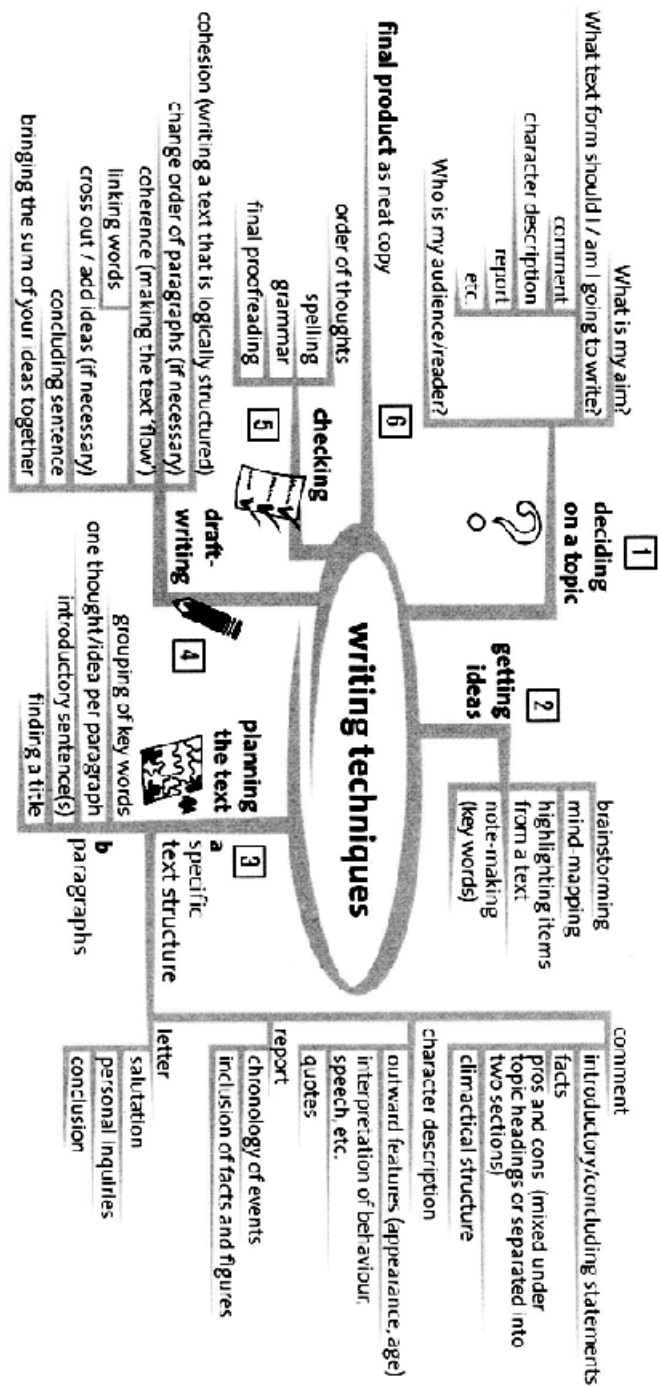 writing techniques
1
deciding
on a topic
What is my aim?
What text form should I / am I going to write?
comment
character description
report
etc.
Who is my audience/reader?
2
getting
ideas
brainstorming
mind-mapping
highlighting items
from a text
note-making
(key words)
3
planning
the text
a
specific
text structure
comment
introductory/concluding statements
facts
pros and cons (mixed under
topic headings or separated into
two sections)
climactical structure
character description
outward features (appearance, age)
interpretation of behaviour,
speech, etc.
quotes
report
chronology of events
inclusion of facts and figures
letter
salutation
personal inquiries
conclusion
b
paragraphs
grouping of key words
one thought/idea per paragraph
introductory sentence(s)
finding a title
4
draft-
writing
cohesion (writing a text that is logically structured)
change order of paragraphs (if necessary)
coherence (making the text 'flow')
linking words
cross out / add ideas (if necessary)
concluding sentence
bringing the sum of your ideas together
5
checking
order of thoughts
spelling
grammar
final proofreading
6
final product as neat copy